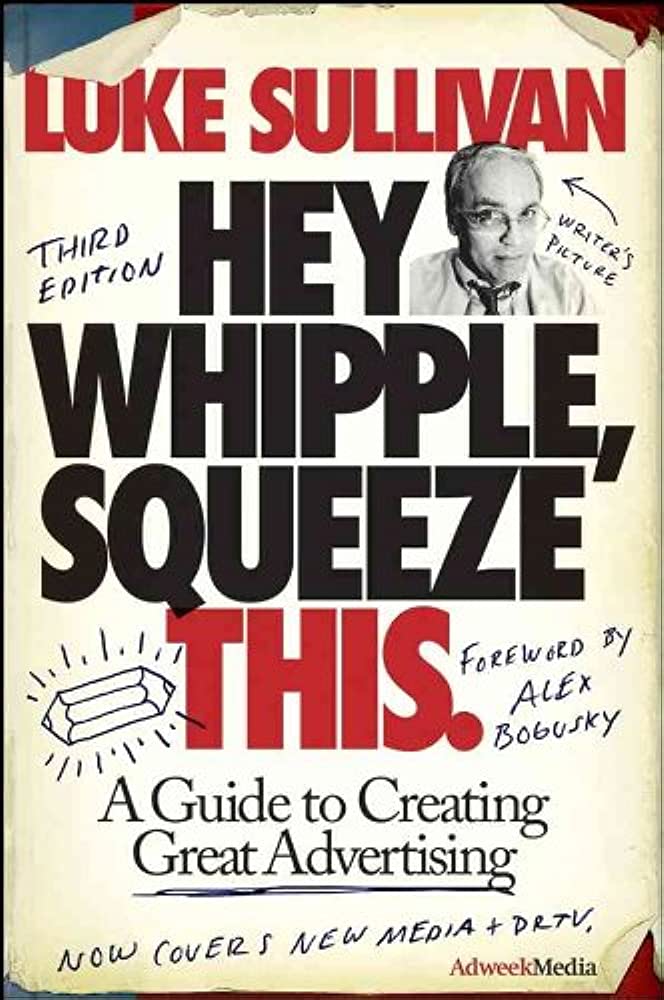 LUKE SULLIVAN
HEY
THIRD
EDITION
WRITER'S
PICTURE
WHIPPLE,
SQUEEZE
THIS.
FOREWORD BY
ALEX
BOGUSKY
A Guide to Creating
Great Advertising
NOW COVERS NEW MEDIA + DRTV.
AdweekMedia